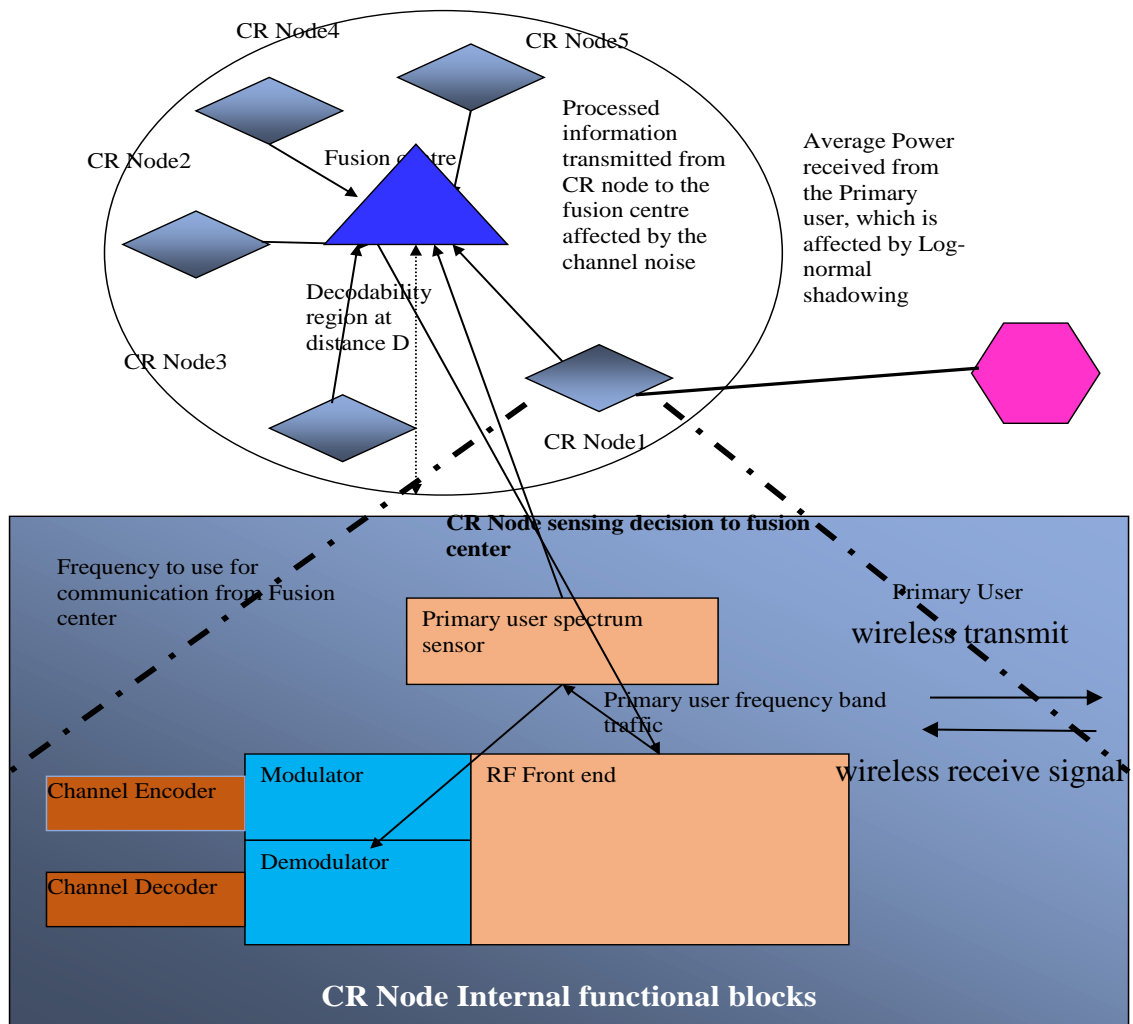 CR Node4
CR Node5
Processed
information
transmitted from
CR node to the
fusion centre
affected by the
channel noise
Average Power
received from
the Primary
user, which is
affected by Log-
normal
shadowing
CR Node2
Fusion centre
Decodability
region at
distance D
CR Node3
CR Node1
CR Node sensing decision to fusion
center
Frequency to use for
communication from Fusion
center
Primary User
wireless transmit
Primary user spectrum
sensor
Primary user frequency band
traffic
wireless receive signal
Channel Encoder
Modulator
RF Front end
Demodulator
Channel Decoder
CR Node Internal functional blocks